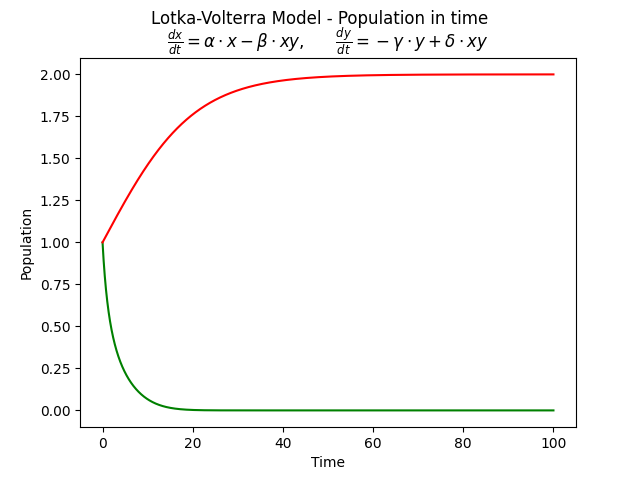 Lotka-Volterra Model - Population in time
dx/dt = α · x − β · xy,    dy/dt = −γ · y + δ · xy
2.00
1.75
1.50
1.25
1.00
0.75
0.50
0.25
0.00
Population
0 20 40 60 80 100
Time